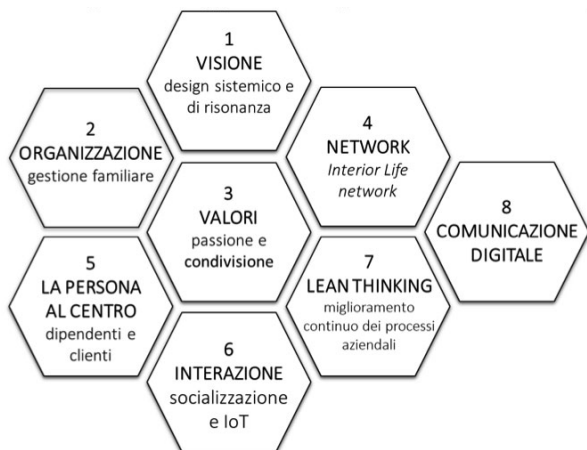 1
VISIONE
design sistemico e
di risonanza
2
ORGANIZZAZIONE
gestione familiare
3
VALORI
passione e
condivisione
4
NETWORK
Interior Life
network
5
LA PERSONA
AL CENTRO
dipendenti e
clienti
6
INTERAZIONE
socializzazione
e IoT
7
LEAN THINKING
miglioramento
continuo dei processi
aziendali
8
COMUNICAZIONE
DIGITALE